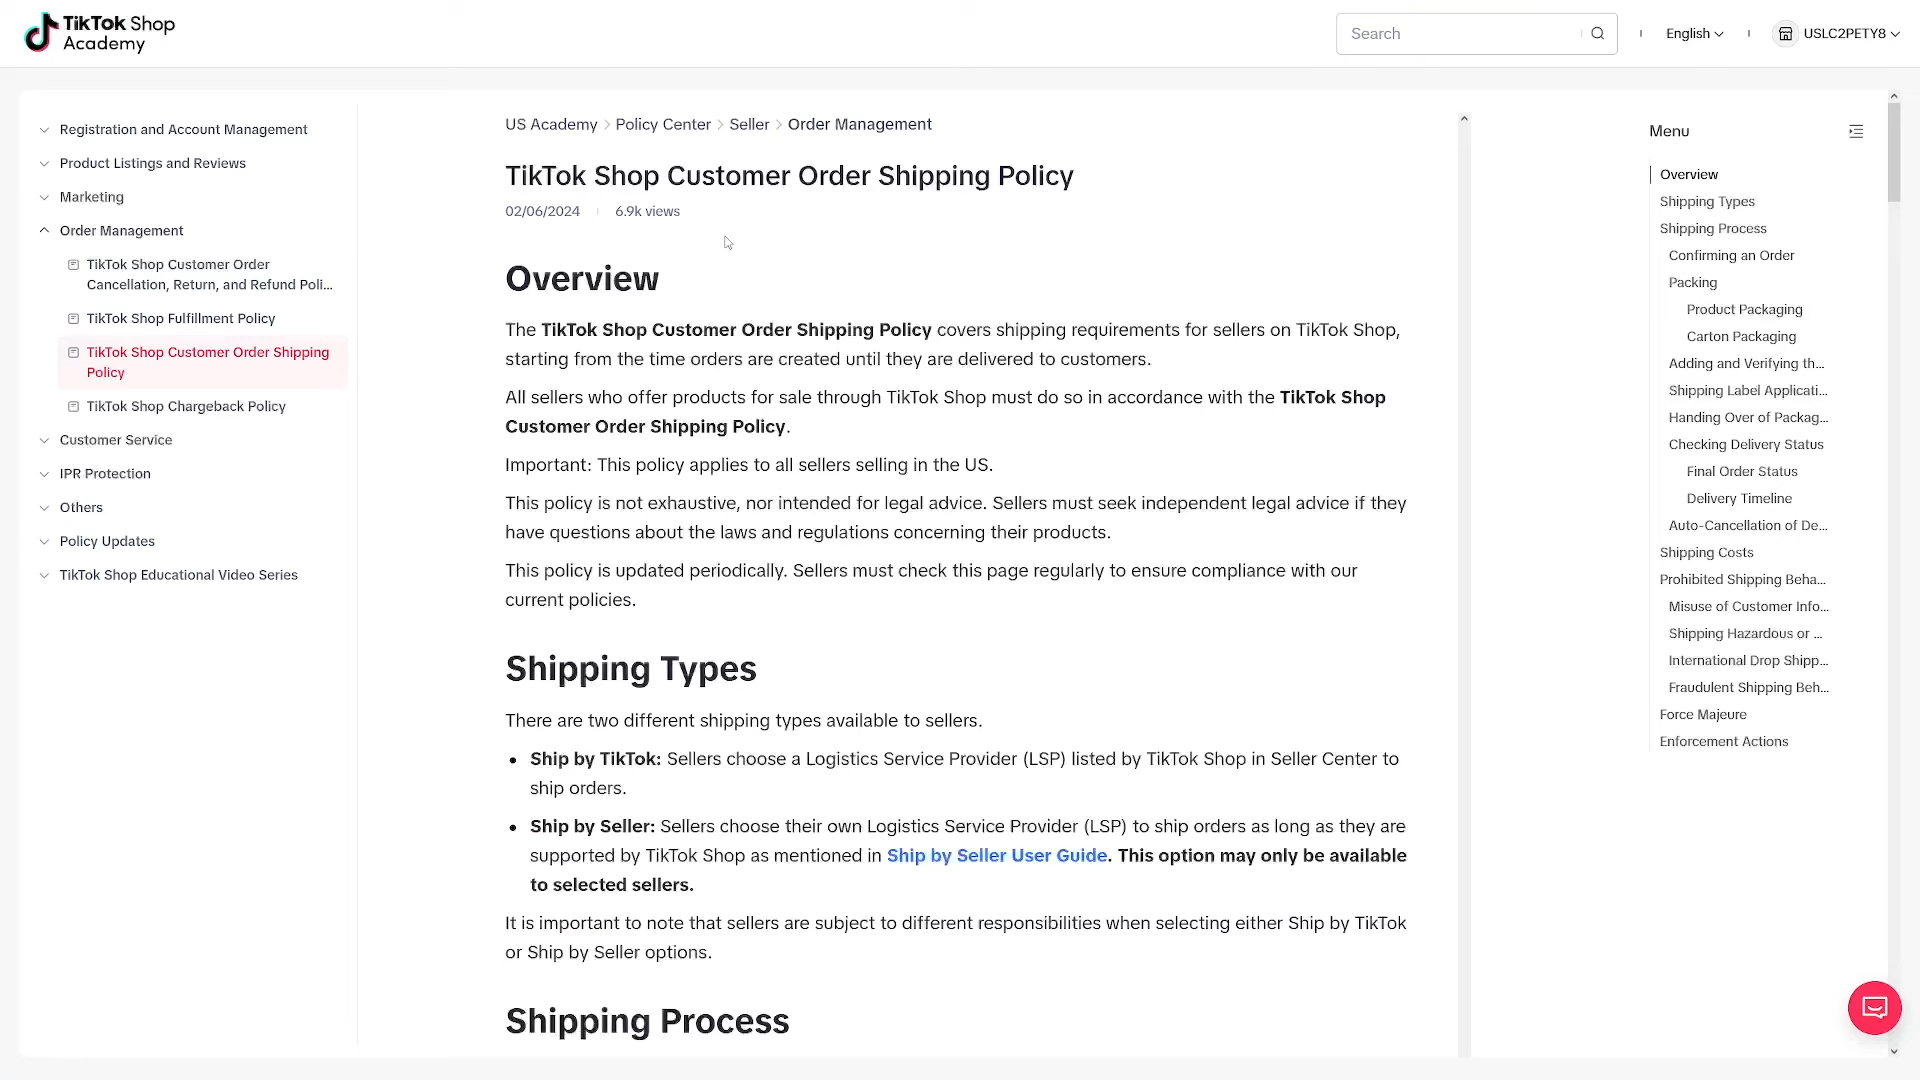 TikTok Shop
Academy
Search
English
USLC2PETY8
Registration and Account Management
Product Listings and Reviews
Marketing
Order Management
TikTok Shop Customer Order
Cancellation, Return, and Refund Poli...
TikTok Shop Fulfillment Policy
TikTok Shop Customer Order Shipping
Policy
TikTok Shop Chargeback Policy
Customer Service
IPR Protection
Others
Policy Updates
TikTok Shop Educational Video Series
US Academy > Policy Center > Seller > Order Management
TikTok Shop Customer Order Shipping Policy
02/06/2024 | 6.9k views
Overview
The TikTok Shop Customer Order Shipping Policy covers shipping requirements for sellers on TikTok Shop,
starting from the time orders are created until they are delivered to customers.
All sellers who offer products for sale through TikTok Shop must do so in accordance with the TikTok Shop
Customer Order Shipping Policy.
Important: This policy applies to all sellers selling in the US.
This policy is not exhaustive, nor intended for legal advice. Sellers must seek independent legal advice if they
have questions about the laws and regulations concerning their products.
This policy is updated periodically. Sellers must check this page regularly to ensure compliance with our
current policies.
Shipping Types
There are two different shipping types available to sellers.
• Ship by TikTok: Sellers choose a Logistics Service Provider (LSP) listed by TikTok Shop in Seller Center to
ship orders.
• Ship by Seller: Sellers choose their own Logistics Service Provider (LSP) to ship orders as long as they are
supported by TikTok Shop as mentioned in Ship by Seller User Guide. This option may only be available
to selected sellers.
It is important to note that sellers are subject to different responsibilities when selecting either Ship by TikTok
or Ship by Seller options.
Shipping Process
Menu
Overview
Shipping Types
Shipping Process
Confirming an Order
Packing
Product Packaging
Carton Packaging
Adding and Verifying th...
Shipping Label Applicati...
Handing Over of Packag...
Checking Delivery Status
Final Order Status
Delivery Timeline
Auto-Cancellation of De...
Shipping Costs
Prohibited Shipping Beha...
Misuse of Customer Info...
Shipping Hazardous or ...
International Drop Shipp...
Fraudulent Shipping Beh...
Force Majeure
Enforcement Actions